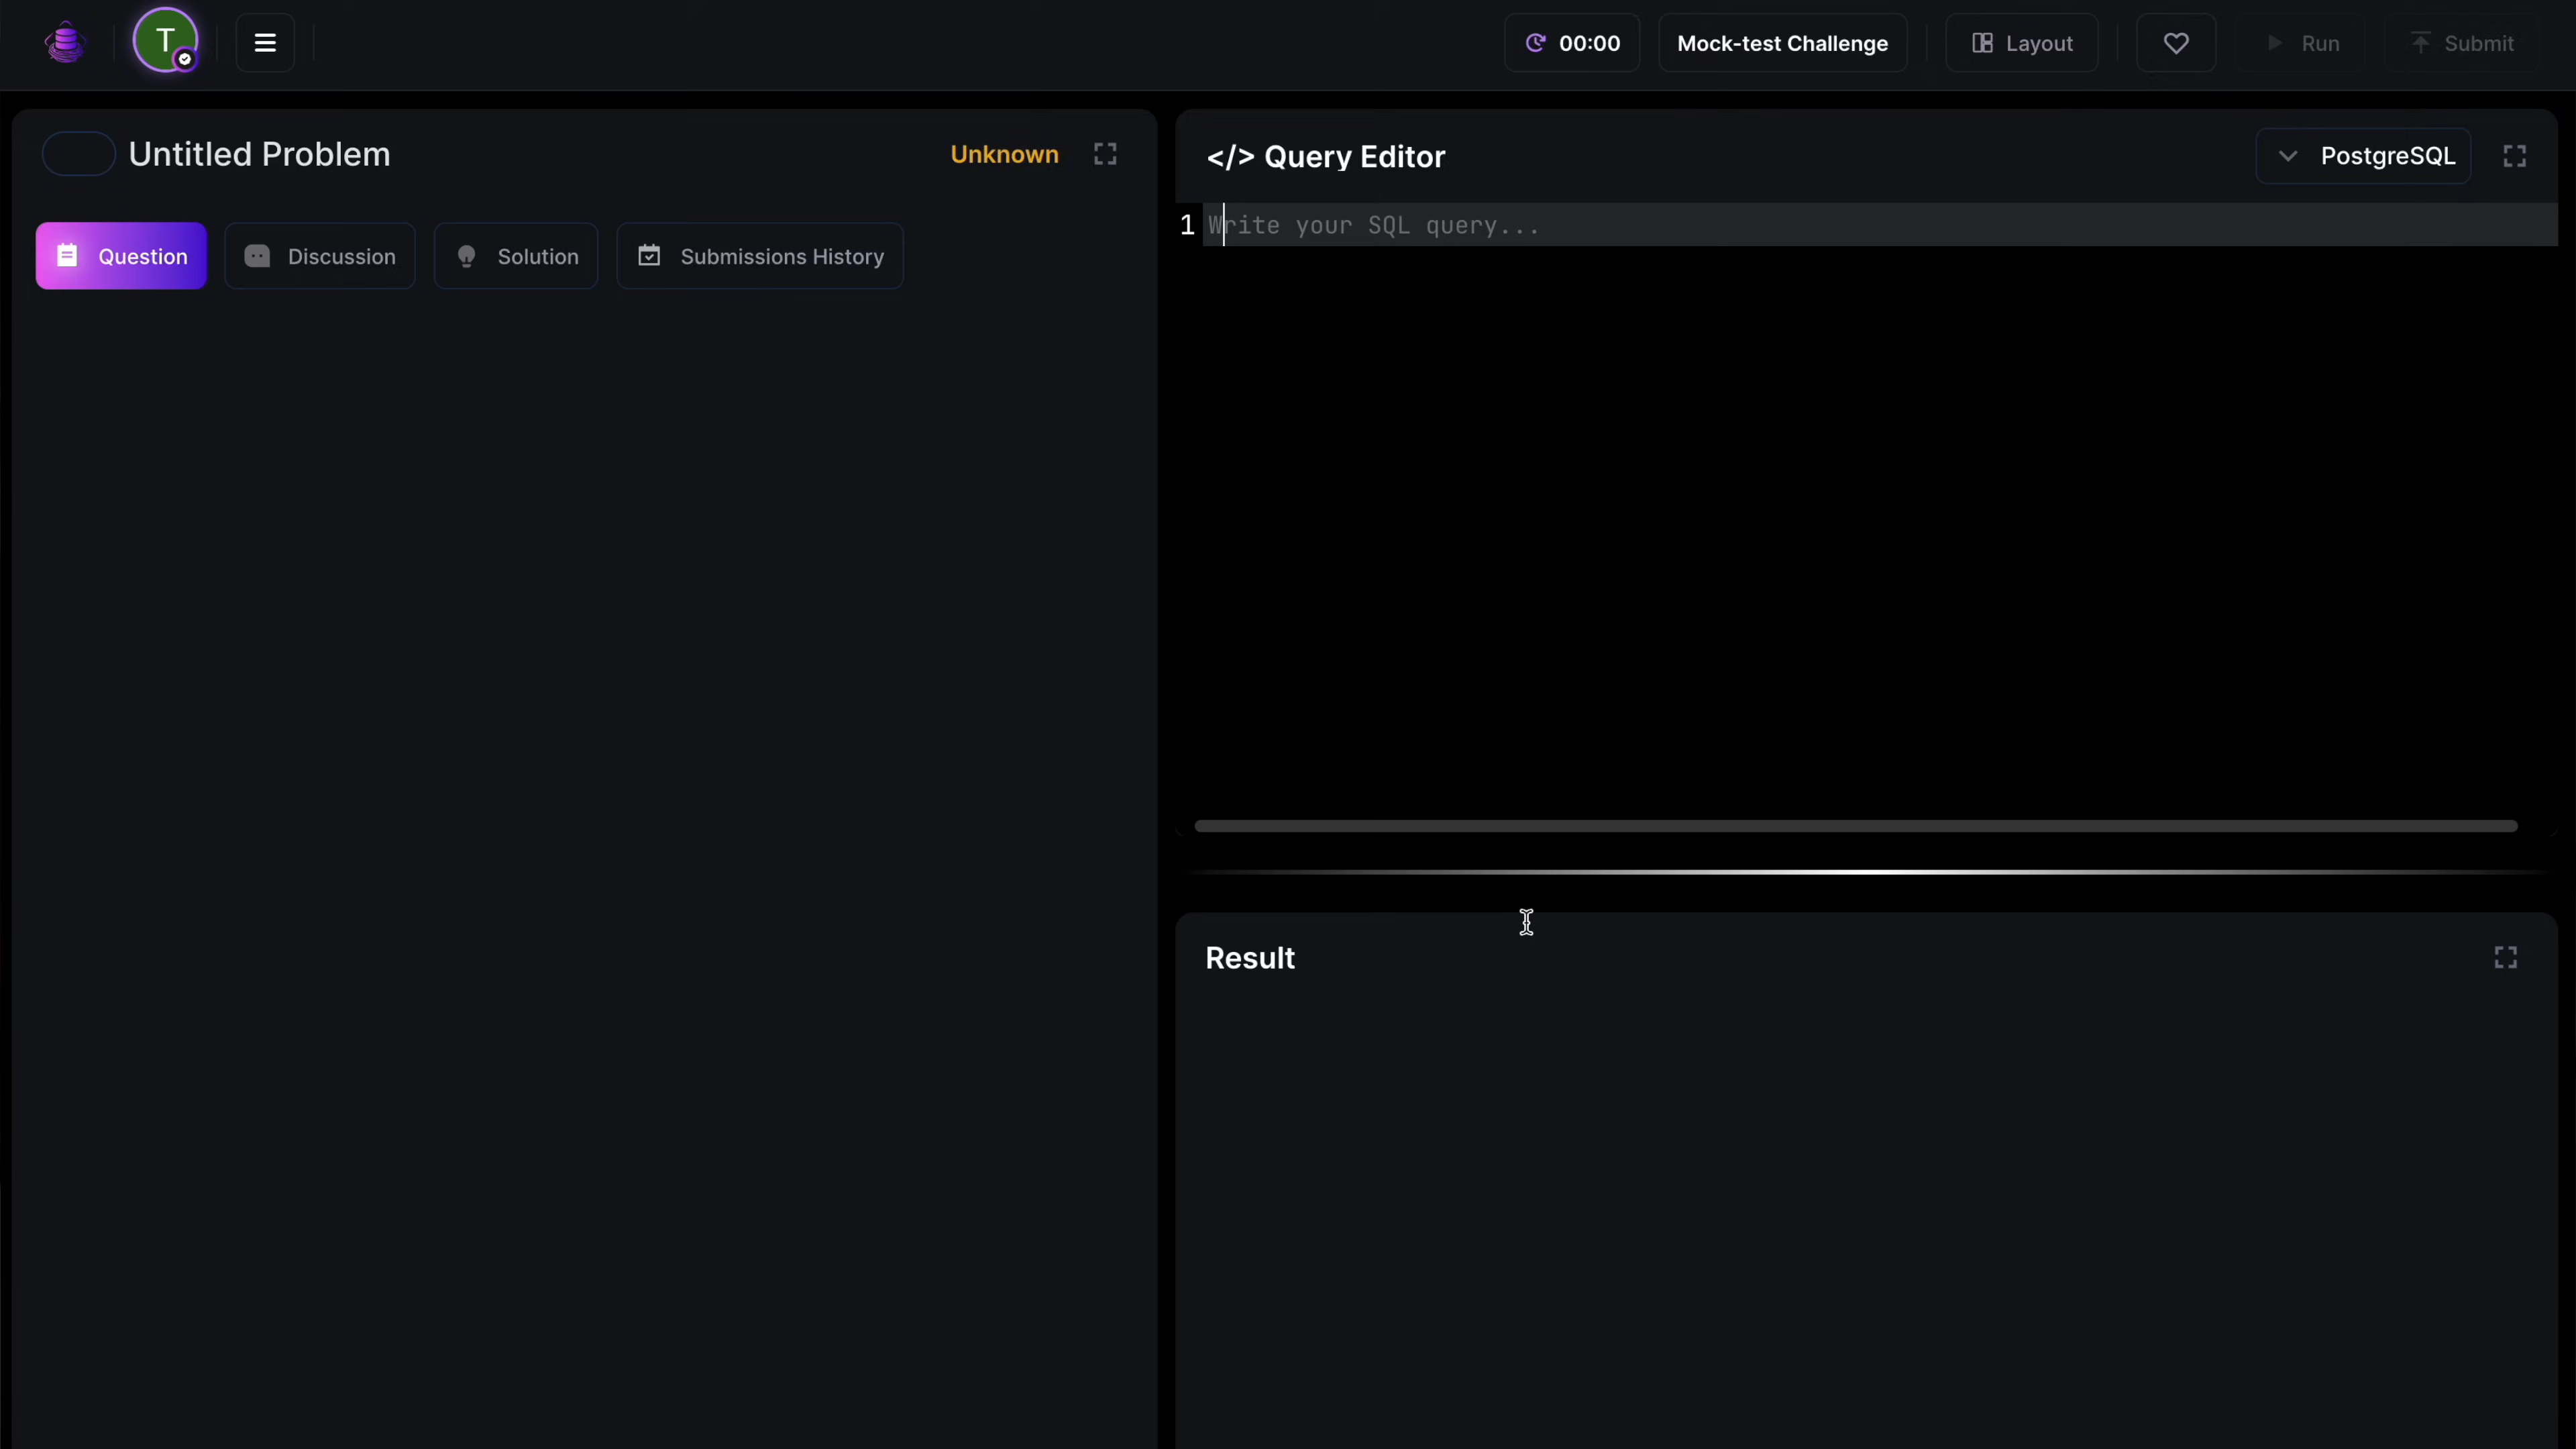 T
00:00
Mock-test Challenge
Layout
Run
Submit
Untitled Problem
Unknown
Question
Discussion
Solution
Submissions History
</> Query Editor
PostgreSQL
1
Write your SQL query...
Result